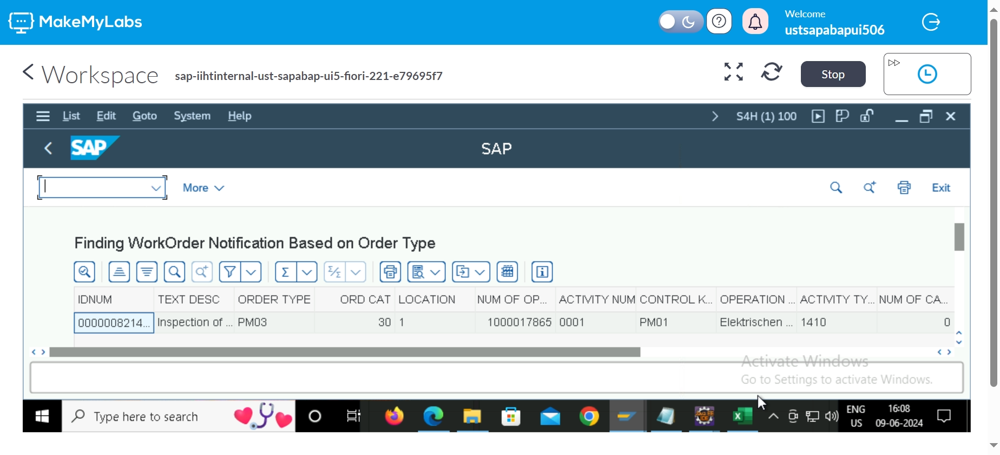 MakeMyLabs
Welcome
ustsapabapui506
Workspace sap-iihtinternal-ust-sapabap-ui5-fiori-221-e79695f7 Stop
List Edit Goto System Help S4H (1) 100
SAP SAP
More Exit
Finding WorkOrder Notification Based on Order Type
IDNUM TEXT DESC ORDER TYPE ORD CAT LOCATION NUM OF OP... ACTIVITY NUM CONTROL K... OPERATION ... ACTIVITY TY... NUM OF CA...
0000008214... Inspection of ... PM03 30 1 1000017865 0001 PM01 Elektrischen ... 1410 0
Activate Windows
Go to Settings to activate Windows.
Type here to search ENG 16:08
US 09-06-2024